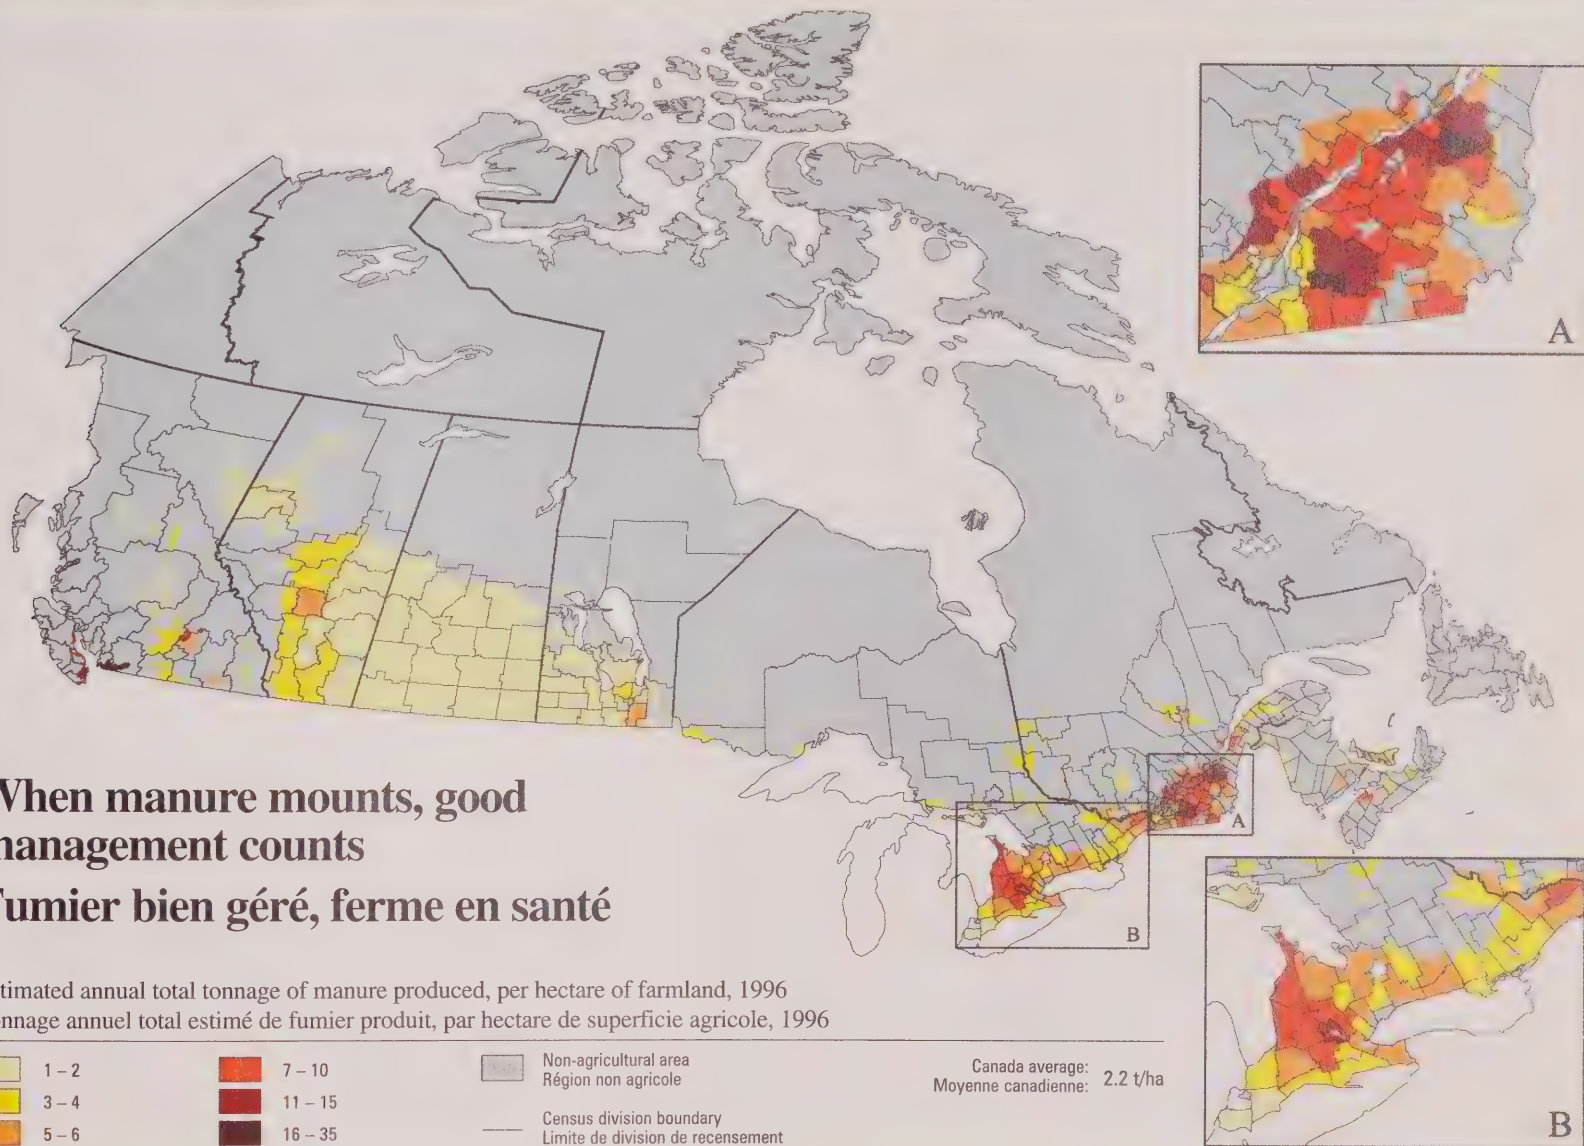 When manure mounts, good
management counts
Fumier bien géré, ferme en santé
timated annual total tonnage of manure produced, per hectare of farmland, 1996
nnage annuel total estimé de fumier produit, par hectare de superficie agricole, 1996
1 – 2
3 – 4
5 – 6
7 – 10
11 – 15
16 – 35
Non-agricultural area
Région non agricole
Census division boundary
Limite de division de recensement
Canada average:
Moyenne canadienne: 2.2 t/ha
A
B
A
B